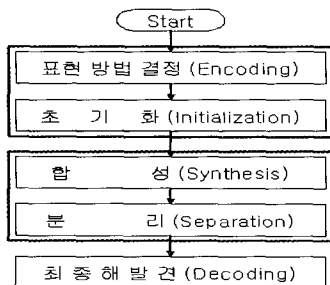 Start
표현 방법 결정 (Encoding)
초 기 화 (Initialization)
합 성 (Synthesis)
분 리 (Separation)
최 종 해 발 견 (Decoding)